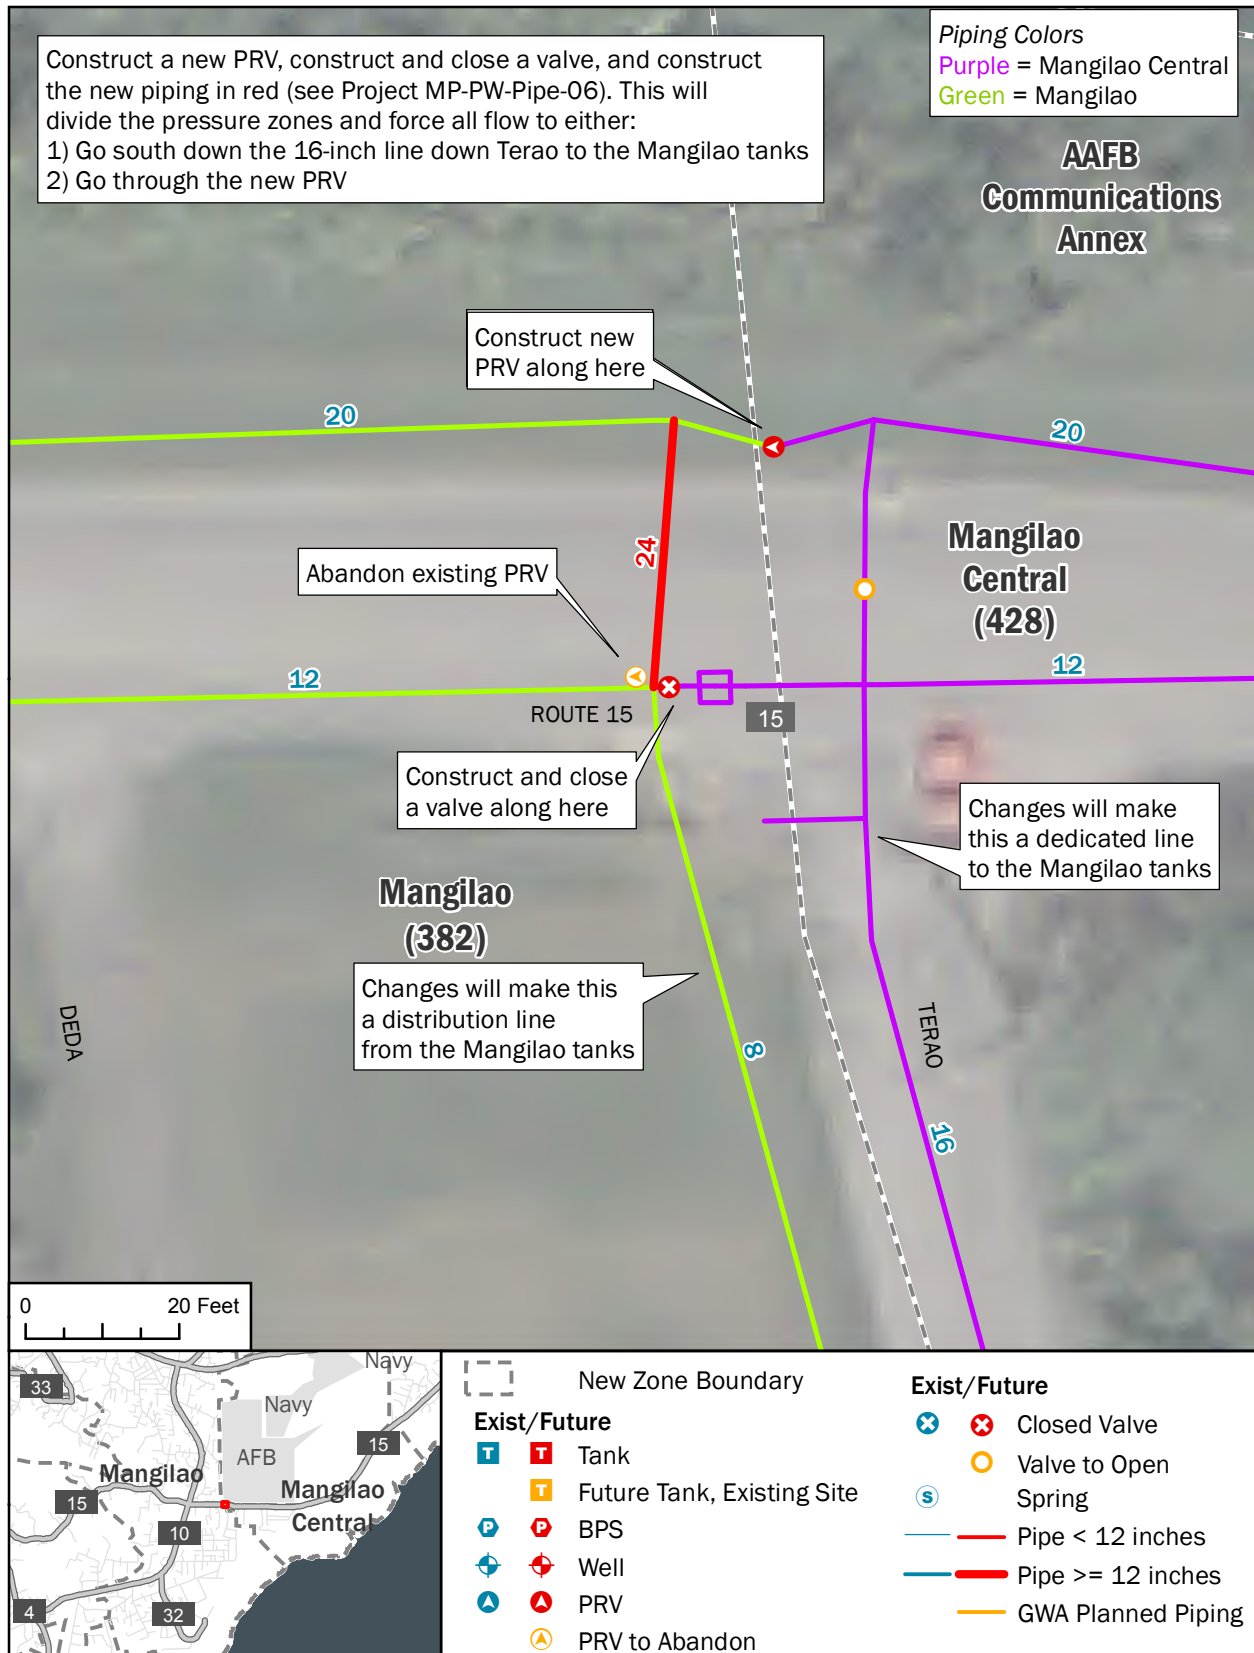 Construct a new PRV, construct and close a valve, and construct
the new piping in red (see Project MP-PW-Pipe-06). This will
divide the pressure zones and force all flow to either:
1) Go south down the 16-inch line down Terao to the Mangilao tanks
2) Go through the new PRV
Piping Colors
Purple = Mangilao Central
Green = Mangilao
AAFB
Communications
Annex
Construct new
PRV along here
20
20
24
Mangilao
Central
(428)
Abandon existing PRV
12
12
ROUTE 15
15
Construct and close
a valve along here
Changes will make
this a dedicated line
to the Mangilao tanks
Mangilao
(382)
Changes will make this
a distribution line
from the Mangilao tanks
DEDA
TERAO
8
16
0 20 Feet
Navy
33
Navy
15
AFB
Mangilao
Mangilao
Central
15
10
4
32
New Zone Boundary
Exist/Future
T T Tank
T Future Tank, Existing Site
P P BPS
Well
PRV
PRV to Abandon
Exist/Future
Closed Valve
Valve to Open
S Spring
Pipe < 12 inches
Pipe >= 12 inches
GWA Planned Piping